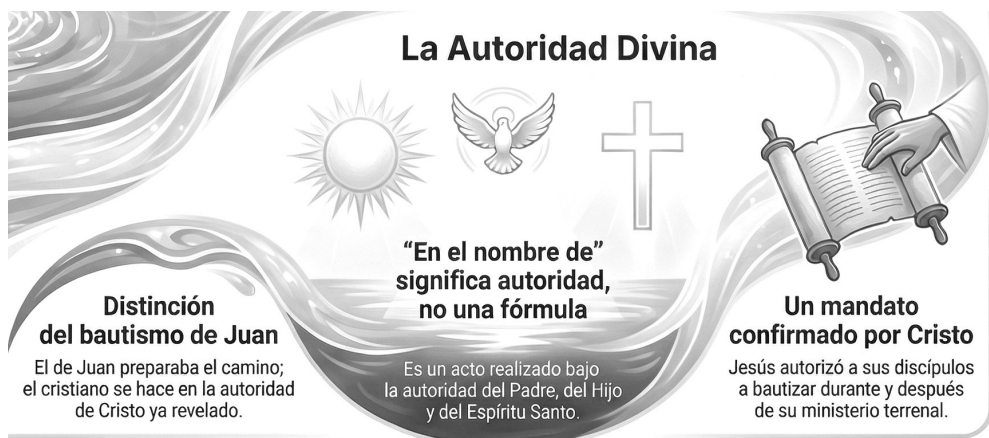 La Autoridad Divina
Distinción
del bautismo de Juan
El de Juan preparaba el camino;
el cristiano se hace en la autoridad
de Cristo ya revelado.
“En el nombre de”
significa autoridad,
no una fórmula
Es un acto realizado bajo
la autoridad del Padre, del Hijo
y del Espíritu Santo.
Un mandato
confirmado por Cristo
Jesús autorizó a sus discípulos
a bautizar durante y después
de su ministerio terrenal.